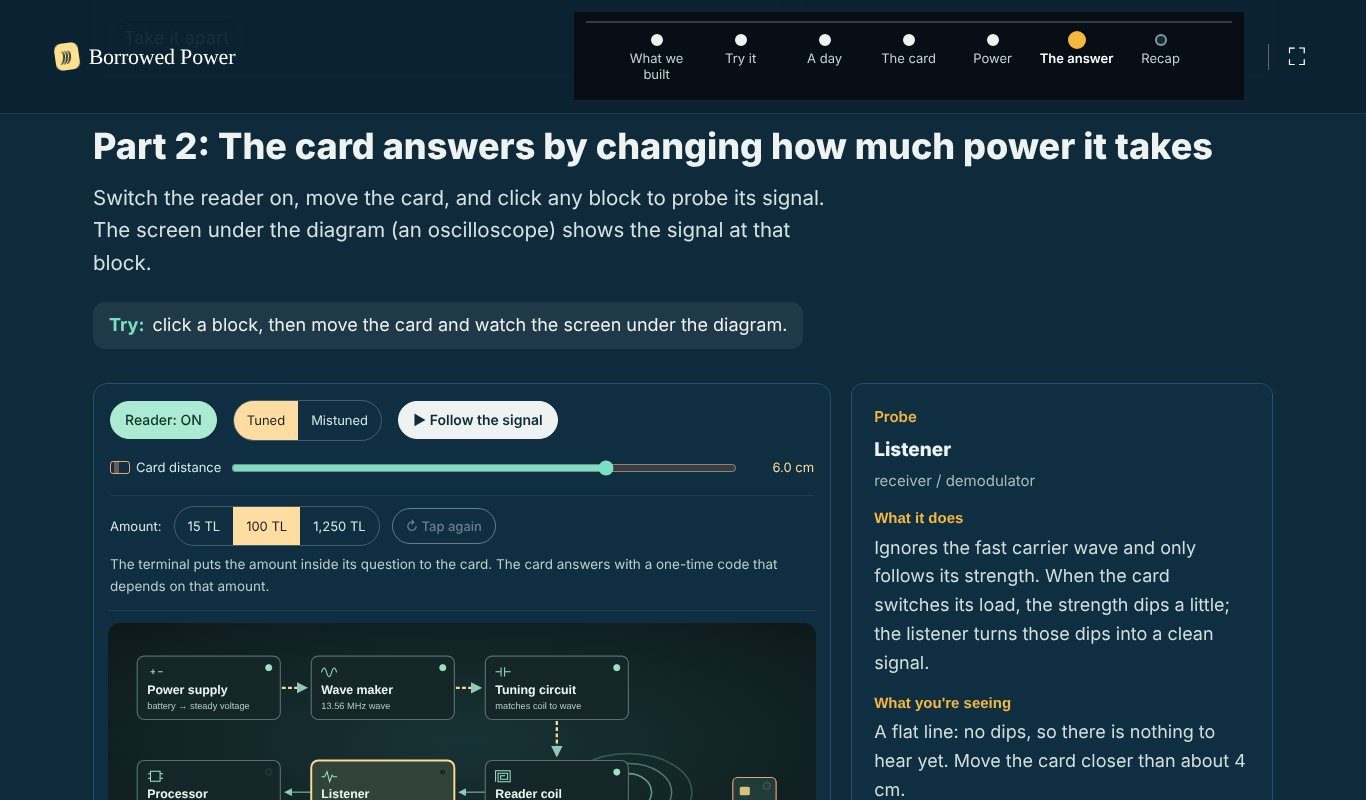 Take it apart
Borrowed Power
What we
built
Try it
A day
The card
Power
The answer
Recap
Part 2: The card answers by changing how much power it takes
Switch the reader on, move the card, and click any block to probe its signal.
The screen under the diagram (an oscilloscope) shows the signal at that
block.
Try: click a block, then move the card and watch the screen under the diagram.
Reader: ON
Tuned
Mistuned
▶ Follow the signal
Card distance
6.0 cm
Amount:
15 TL
100 TL
1,250 TL
↻ Tap again
The terminal puts the amount inside its question to the card. The card answers with a one-time code that
depends on that amount.
Power supply
battery → steady voltage
Wave maker
13.56 MHz wave
Tuning circuit
matches coil to wave
Processor
Listener
Reader coil
Probe
Listener
receiver / demodulator
What it does
Ignores the fast carrier wave and only
follows its strength. When the card
switches its load, the strength dips a little;
the listener turns those dips into a clean
signal.
What you're seeing
A flat line: no dips, so there is nothing to
hear yet. Move the card closer than about 4
cm.